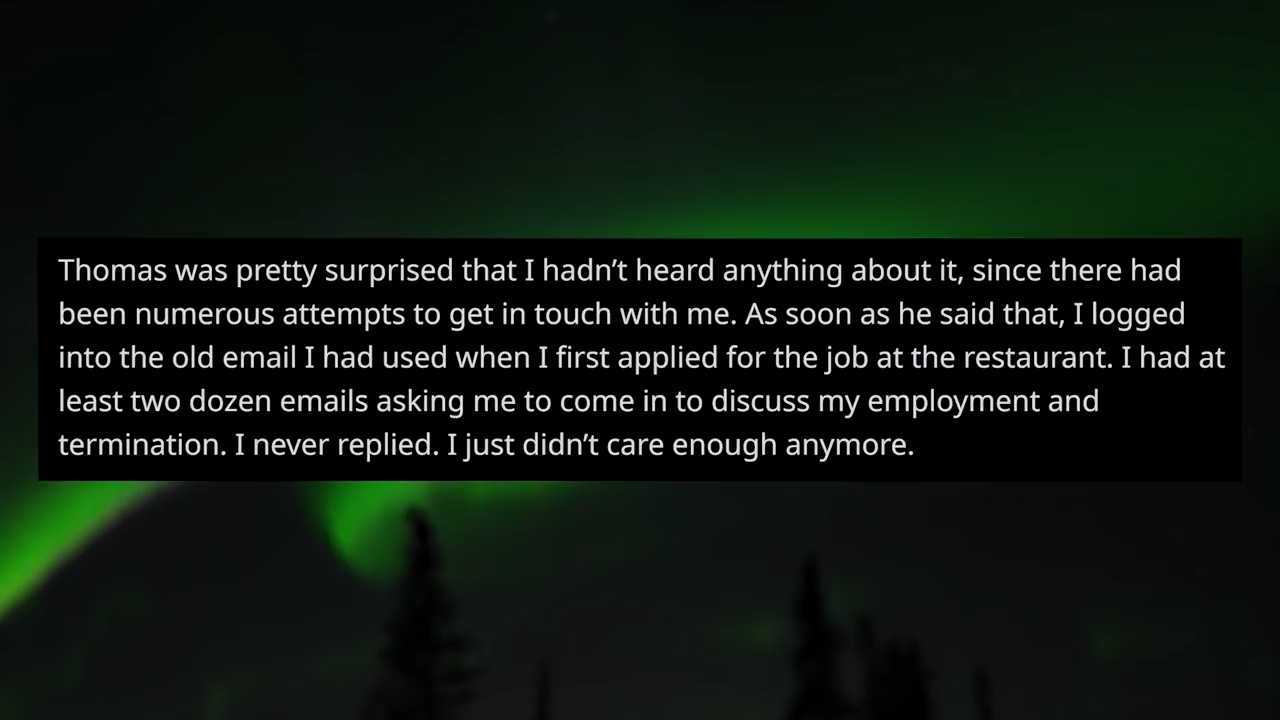 Thomas was pretty surprised that I hadn’t heard anything about it, since there had
been numerous attempts to get in touch with me. As soon as he said that, I logged
into the old email I had used when I first applied for the job at the restaurant. I had at
least two dozen emails asking me to come in to discuss my employment and
termination. I never replied. I just didn’t care enough anymore.